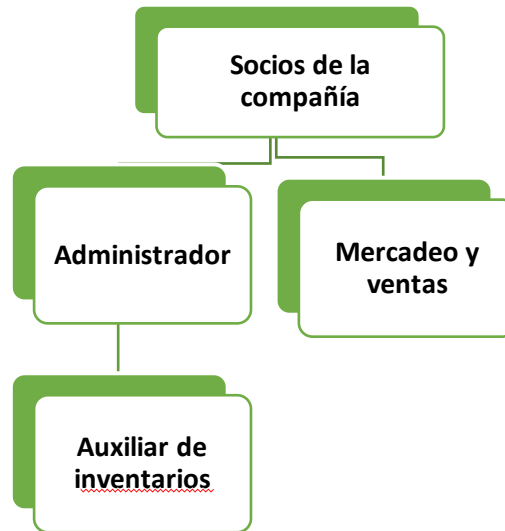 Socios de la
compañía
Administrador
Mercadeo y
ventas
Auxiliar de
inventarios